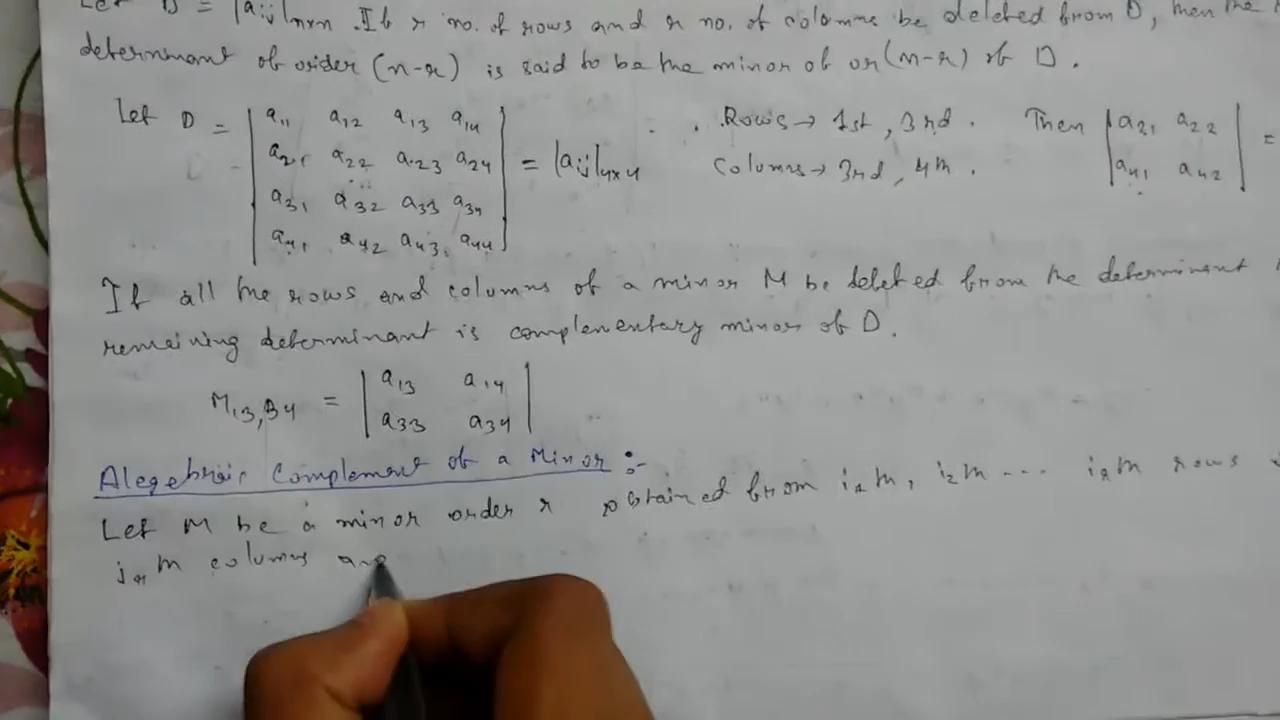 Let D = |aij|nxn . If r no. of rows and r no. of columns be deleted from D, then the
determinant of order (n-r) is said to be the minor of or (n-r) of D.
Let D = | a11 a12 a13 a14 | . . Rows → 1st, 3rd . Then | a21 a22 | =
| a21 a22 a23 a24 | = |aij|4x4 Columns → 3rd, 4th . | a41 a42 |
| a31 a32 a33 a34 |
| a41 a42 a43 a44 |
If all the rows and columns of a minor M be deleted from the determinant
remaining determinant is complementary minor of D.
M13,34 = | a13 a14 |
| a33 a34 |
Alegebraic Complement of a Minor :-
Let M be a minor order r obtained from i1th, i2th ... irth rows
jrth columns and